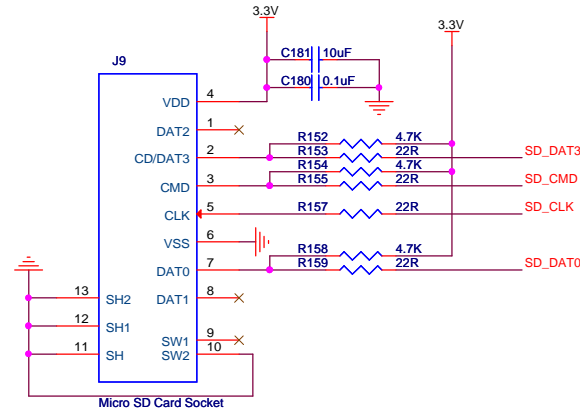 3.3V
3.3V
J9
C181 10uF
C180 0.1uF
VDD 4
DAT2 1
R152 4.7K
CD/DAT3 2 R153 22R SD_DAT3
R154 4.7K
CMD 3 R155 22R SD_CMD
CLK 5 R157 22R SD_CLK
VSS 6
R158 4.7K
DAT0 7 R159 22R SD_DAT0
13 SH2 DAT1 8
12 SH1
SW1 9
11 SH SW2 10
Micro SD Card Socket